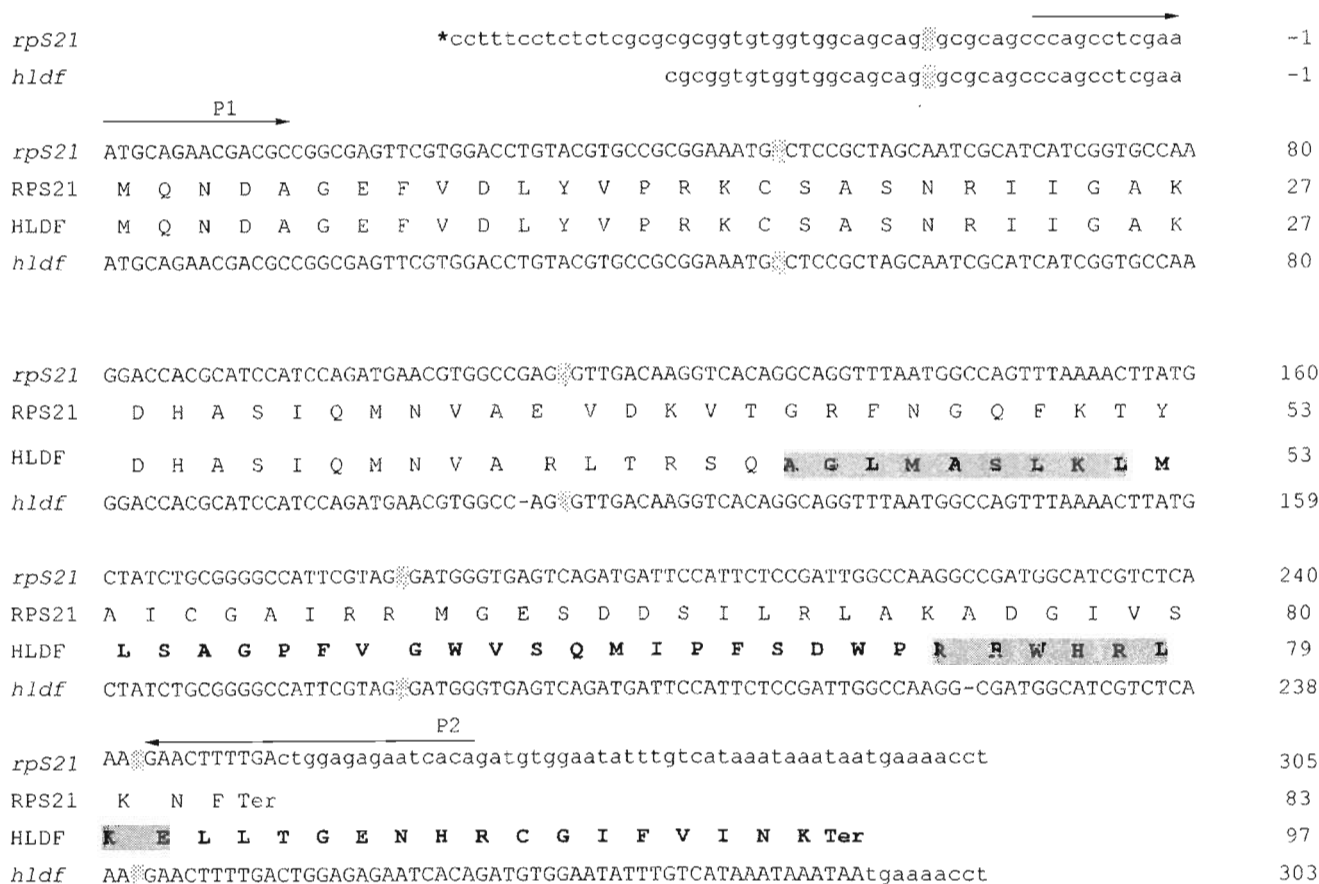 rpS21 *cctttcctctctcgcgcgcggtgtggtggcagcag gcgcagcccagcctcgaa -1
hldf cgcggtgtggtggcagcag gcgcagcccagcctcgaa -1
P1
rpS21 ATGCAGAACGACGCCGGCGAGTTCGTGGACCTGTACGTGCCGCGGAAATG CTCCGCTAGCAATCGCATCATCGGTGCCAA 80
RPS21 M Q N D A G E F V D L Y V P R K C S A S N R I I G A K 27
HLDF M Q N D A G E F V D L Y V P R K C S A S N R I I G A K 27
hldf ATGCAGAACGACGCCGGCGAGTTCGTGGACCTGTACGTGCCGCGGAAATG CTCCGCTAGCAATCGCATCATCGGTGCCAA 80
rpS21 GGACCACGCATCCATCCAGATGAACGTGGCCGAG GTTGACAAGGTCACAGGCAGGTTTAATGGCCAGTTTAAAACTTATG 160
RPS21 D H A S I Q M N V A E V D K V T G R F N G Q F K T Y 53
HLDF D H A S I Q M N V A R L T R S Q A G L M A S L K L M 53
hldf GGACCACGCATCCATCCAGATGAACGTGGCC-AG GTTGACAAGGTCACAGGCAGGTTTAATGGCCAGTTTAAAACTTATG 159
rpS21 CTATCTGCGGGGCCATTCGTAG GATGGGTGAGTCAGATGATTCCATTCTCCGATTGGCCAAGGCCGATGGCATCGTCTCA 240
RPS21 A I C G A I R R M G E S D D S I L R L A K A D G I V S 80
HLDF L S A G P F V G W V S Q M I P F S D W P R R W H R L 79
hldf CTATCTGCGGGGCCATTCGTAG GATGGGTGAGTCAGATGATTCCATTCTCCGATTGGCCAAGG-CGATGGCATCGTCTCA 238
P2
rpS21 AA GAACTTTTGActggagagaatcacagatgtggaatatttgtcataaataaataatgaaaacct 305
RPS21 K N F Ter 83
HLDF K E L L T G E N H R C G I F V I N K Ter 97
hldf AA GAACTTTTGACTGGAGAGAATCACAGATGTGGAATATTTGTCATAAATAAATAAtgaaaacct 303